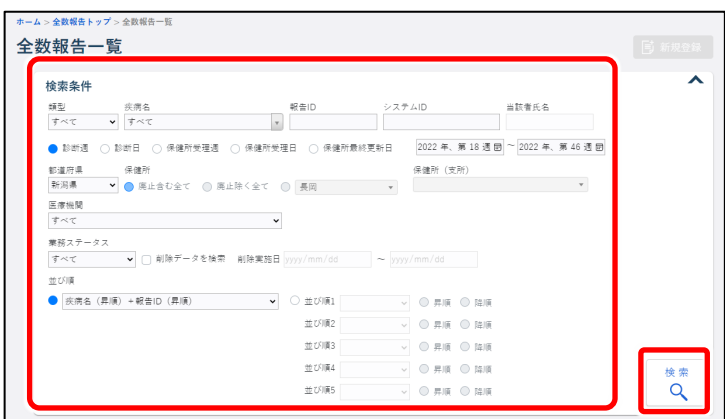 ホーム > 全数報告トップ > 全数報告一覧
全数報告一覧
新規登録
検索条件
類型 疾病名 報告ID システムID 当該者氏名
すべて すべて
診断週 診断日 保健所受理週 保健所受理日 保健所最終更新日 2022 年、第 18 週 ~ 2022 年、第 46 週
都道府県 保健所 保健所（支所）
新潟県 廃止含む全て 廃止除く全て 長岡
医療機関
すべて
業務ステータス
すべて 削除データを検索 削除実施日 yyyy/mm/dd ～ yyyy/mm/dd
並び順
疾病名（昇順）+報告ID（昇順） 並び順1 昇順 降順
並び順2 昇順 降順
並び順3 昇順 降順
並び順4 昇順 降順
並び順5 昇順 降順
検索